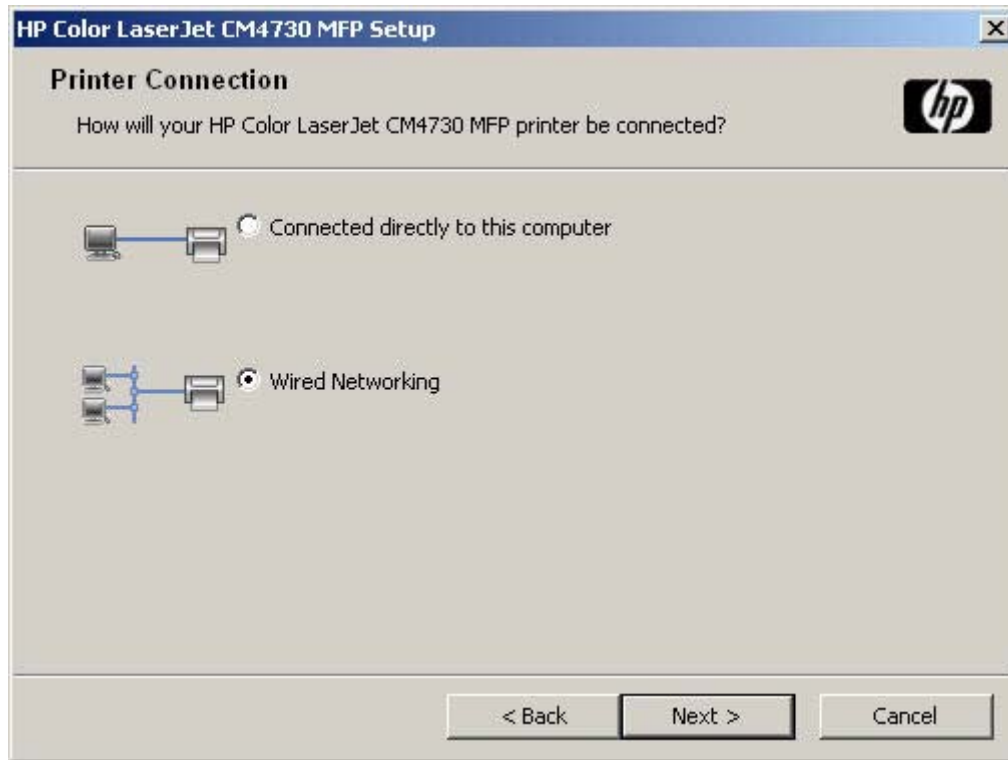 HP Color LaserJet CM4730 MFP Setup
Printer Connection
How will your HP Color LaserJet CM4730 MFP printer be connected?
hp
Connected directly to this computer
Wired Networking
< Back
Next >
Cancel